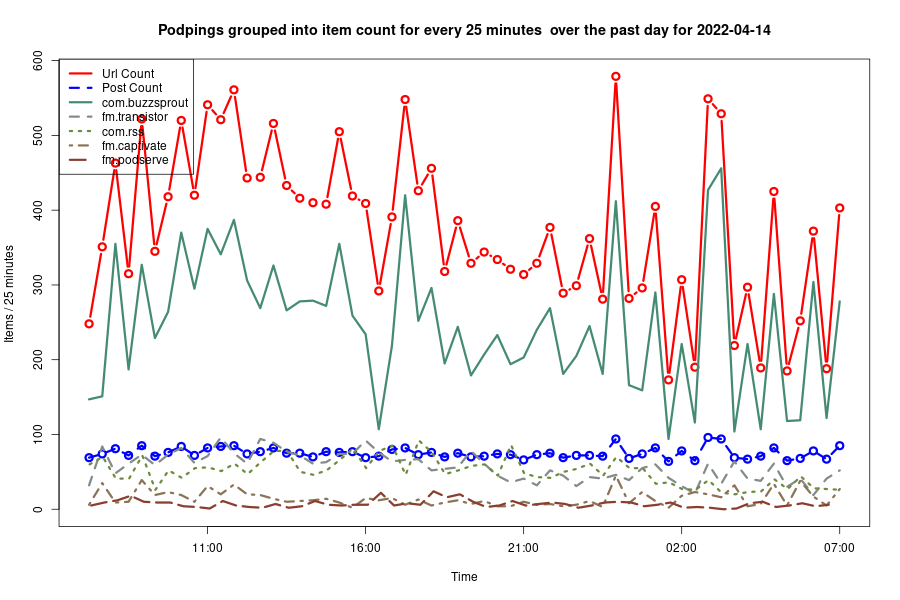 Podpings grouped into item count for every 25 minutes  over the past day for 2022-04-14
Items / 25 minutes
600
500
400
300
200
100
0
Url Count
Post Count
com.buzzsprout
fm.transistor
com.rss
fm.captivate
fm.podserve
11:00
16:00
21:00
02:00
07:00
Time